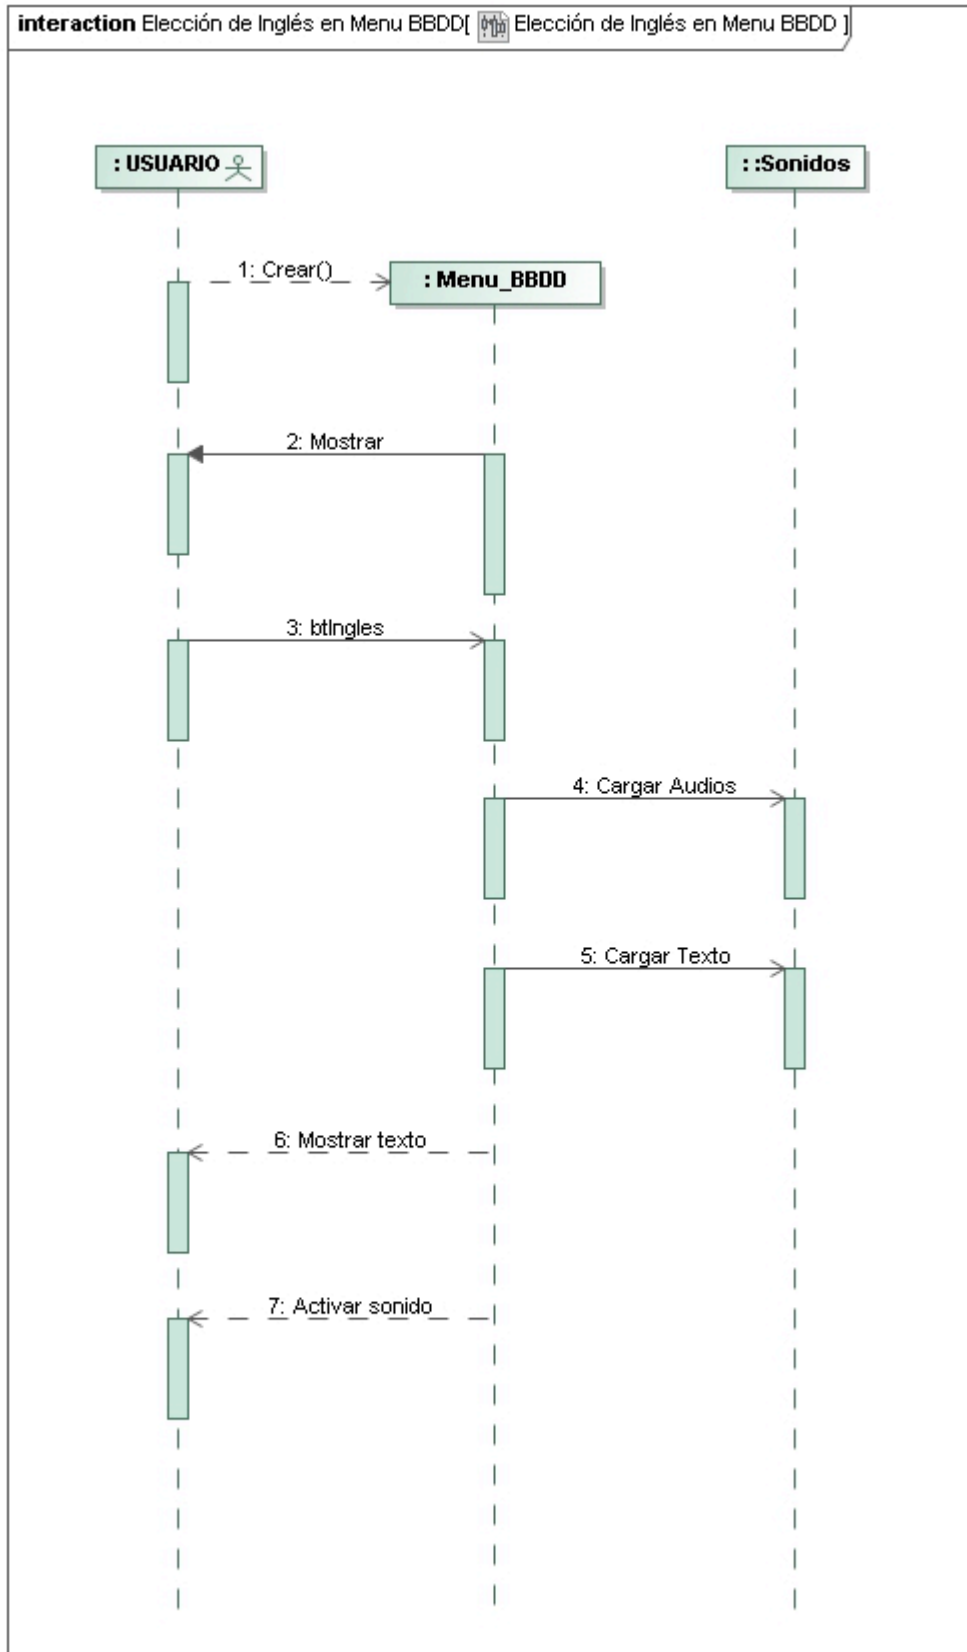 interaction Elección de Inglés en Menu BBDD[ Elección de Inglés en Menu BBDD ]
: USUARIO
: :Sonidos
1: Crear()
: Menu_BBDD
2: Mostrar
3: btIngles
4: Cargar Audios
5: Cargar Texto
6: Mostrar texto
7: Activar sonido